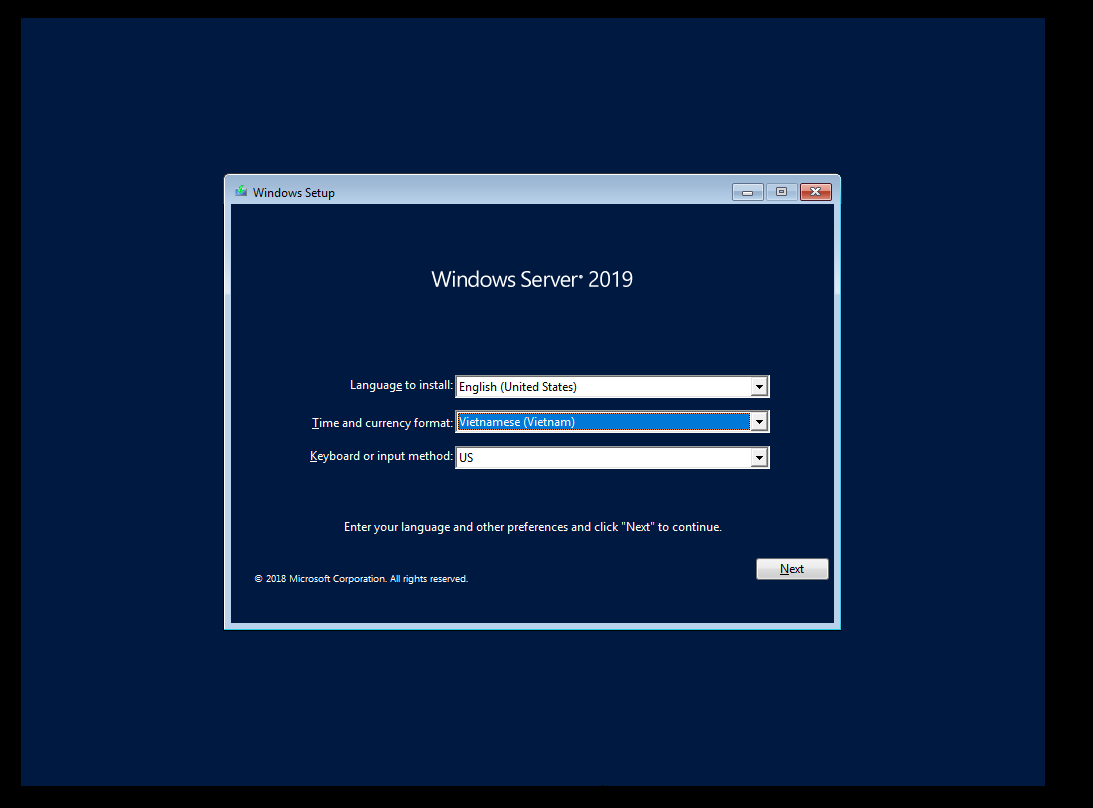 Windows Setup
Windows Server® 2019
Language to install: English (United States)
Time and currency format: Vietnamese (Vietnam)
Keyboard or input method: US
Enter your language and other preferences and click "Next" to continue.
Next
© 2018 Microsoft Corporation. All rights reserved.